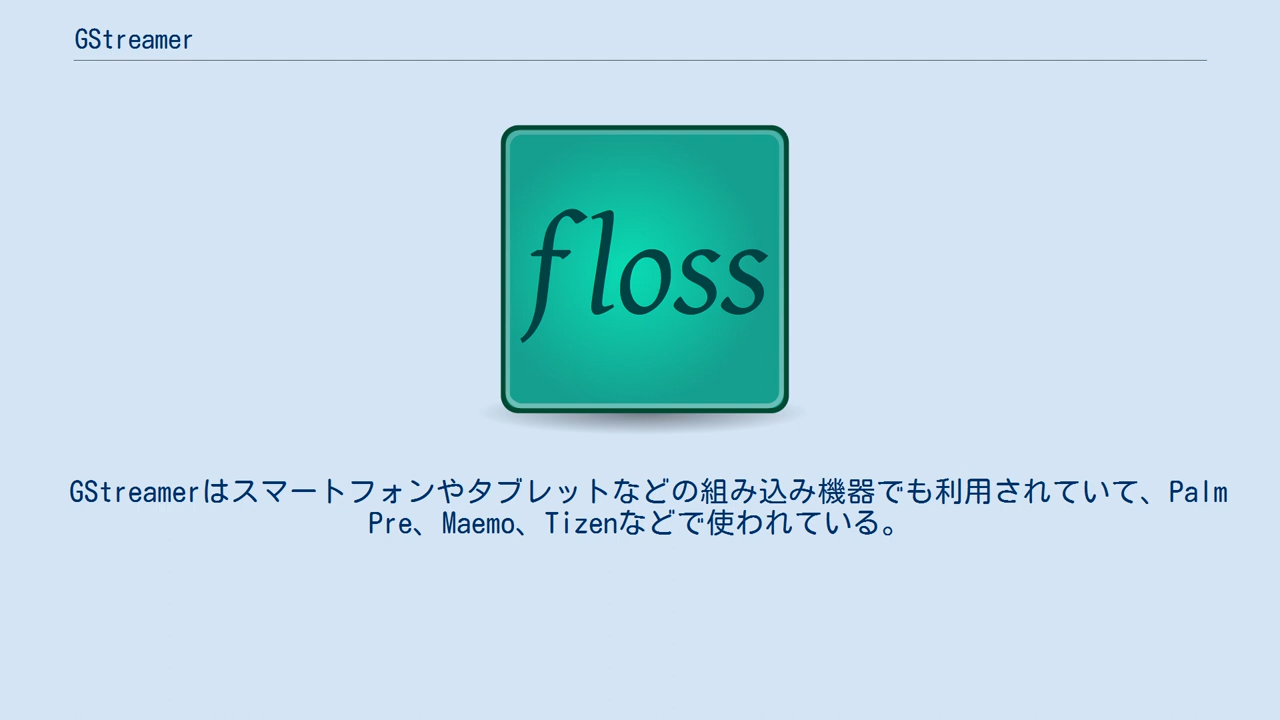 GStreamer
floss
GStreamerはスマートフォンやタブレットなどの組み込み機器でも利用されていて、Palm
Pre、Maemo、Tizenなどで使われている。